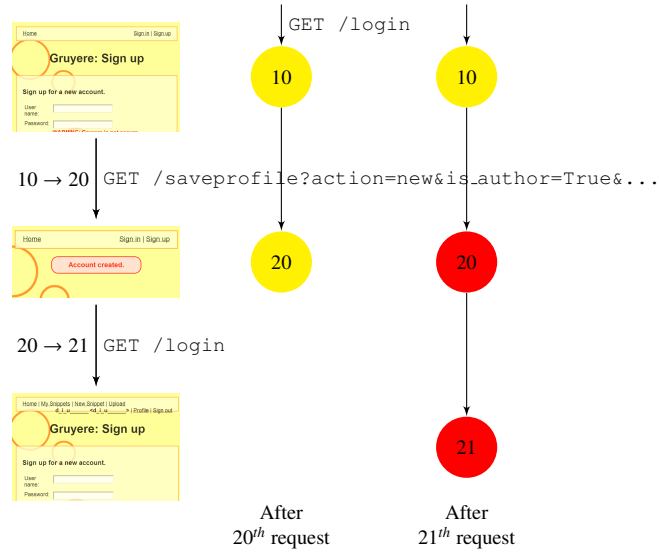 Home Sign in | Sign up
Gruyere: Sign up
Sign up for a new account.
User name:
Password:
GET /login
10
10
10 → 20 GET /saveprofile?action=new&is_author=True&...
Home Sign in | Sign up
Account created.
20
20
20 → 21 GET /login
Home | My Snippets | New Snippet | Upload
d_i_u______ <d_i_u______> | Profile | Sign out
Gruyere: Sign up
Sign up for a new account.
User name:
Password:
21
After
20th request
After
21th request